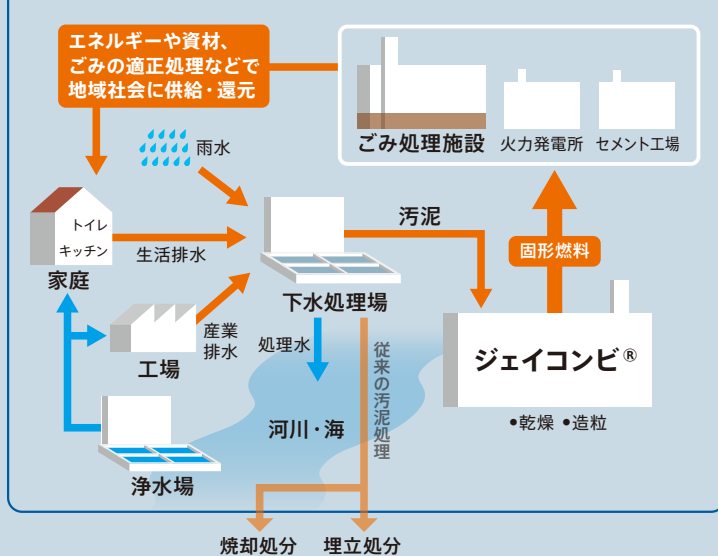 エネルギーや資材、
ごみの適正処理などで
地域社会に供給・還元
ごみ処理施設
火力発電所
セメント工場
雨水
汚泥
固形燃料
トイレ
キッチン
家庭
生活排水
下水処理場
工場
産業
排水
処理水
従来の汚泥処理
ジェイコンビ®
•乾燥 •造粒
河川・海
浄水場
焼却処分
埋立処分